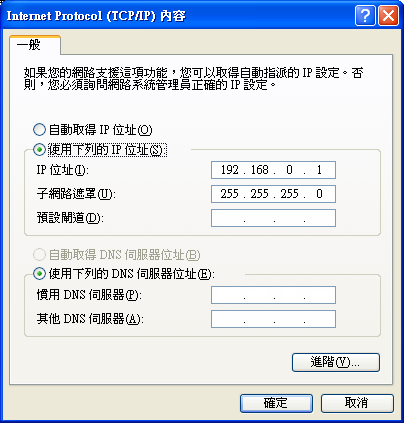 Internet Protocol (TCP/IP) 內容
一般
如果您的網路支援這項功能，您可以取得自動指派的 IP 設定。否
則，您必須詢問網路系統管理員正確的 IP 設定。
自動取得 IP 位址(O)
使用下列的 IP 位址(S):
IP 位址(I): 192 . 168 . 0 . 1
子網路遮罩(U): 255 . 255 . 255 . 0
預設閘道(D): . . .
自動取得 DNS 伺服器位址(B)
使用下列的 DNS 伺服器位址(E):
慣用 DNS 伺服器(P): . . .
其他 DNS 伺服器(A): . . .
進階(V)...
確定 取消